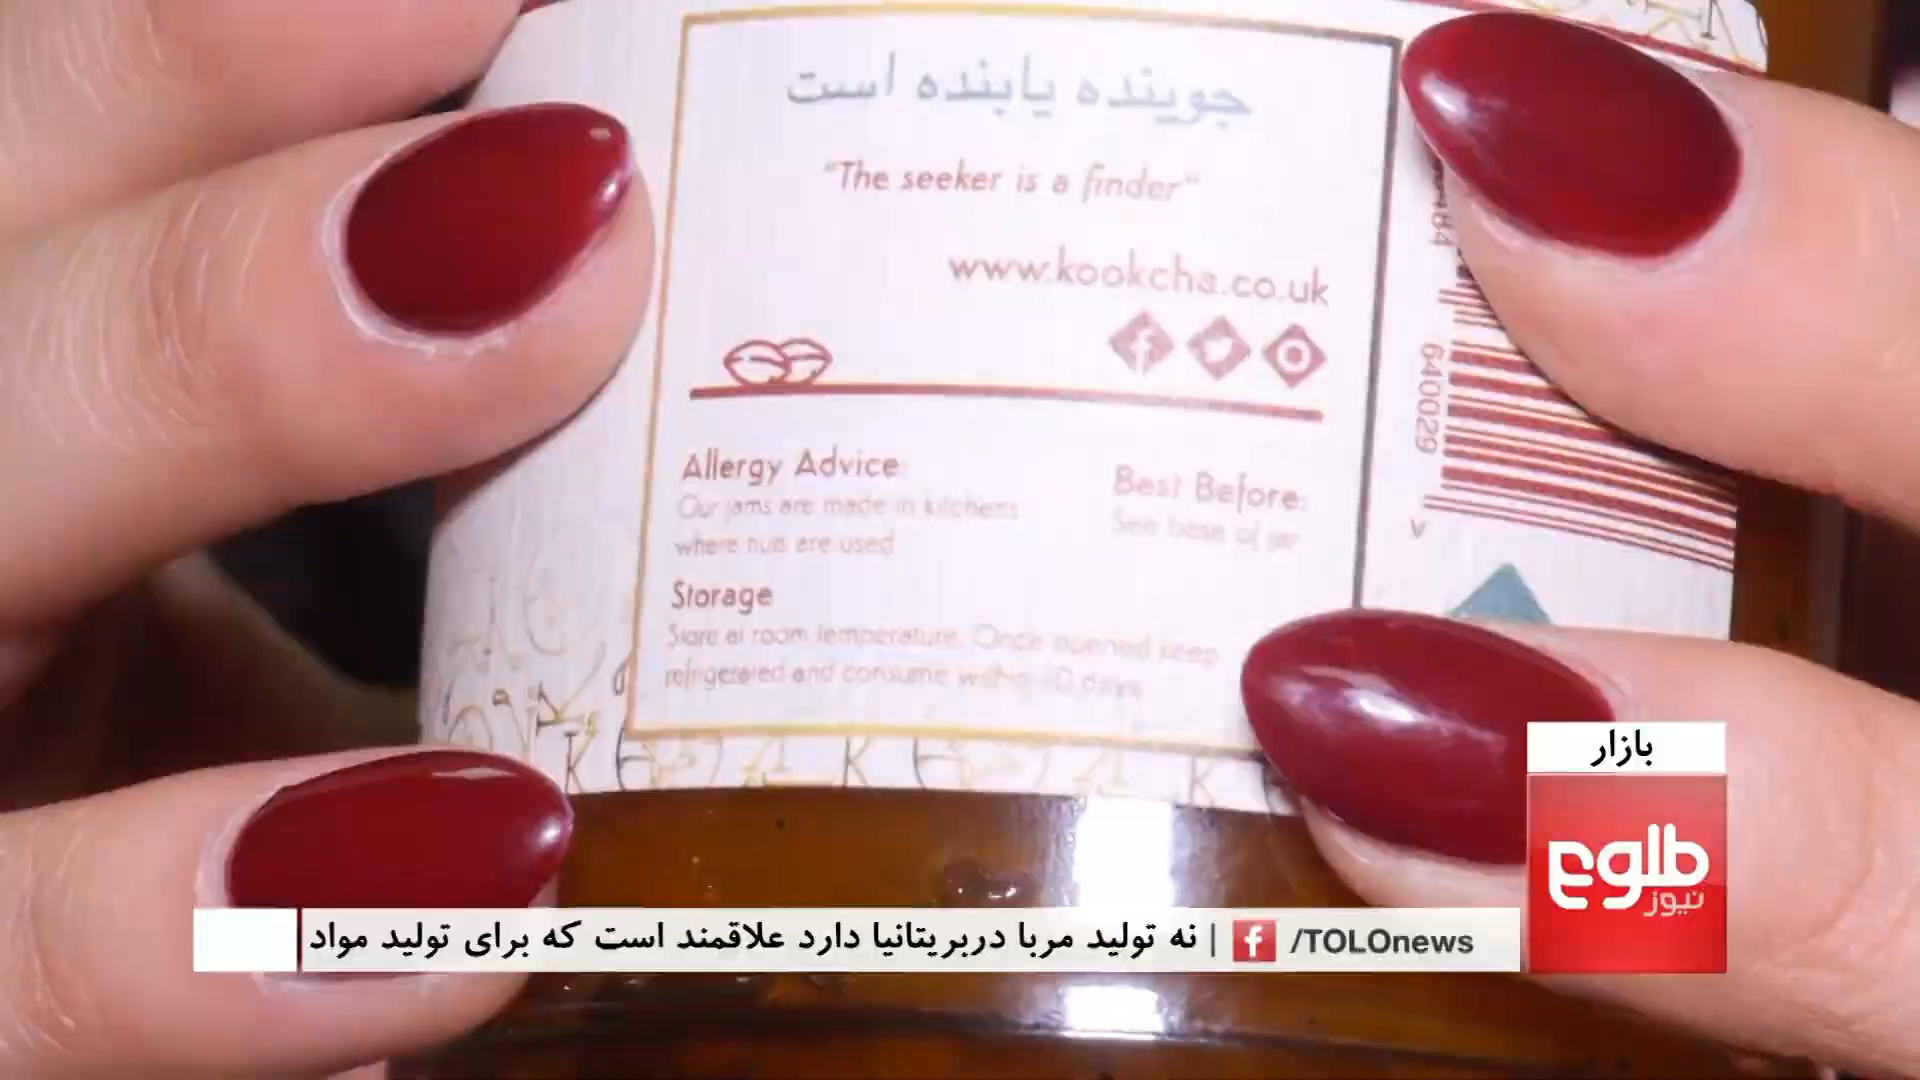 جوینده یابنده است
"The seeker is a finder"
www.kookcha.co.uk
Allergy Advice:
Our jams are made in kitchens
where nuts are used
Best Before:
See base of jar
Storage
Store at room temperature. Once opened keep
refrigerated and consume within days
484
640029
V
بازار
طلوع
نیوز
نه تولید مربا دربریتانیا دارد علاقمند است که برای تولید مواد | /TOLOnews